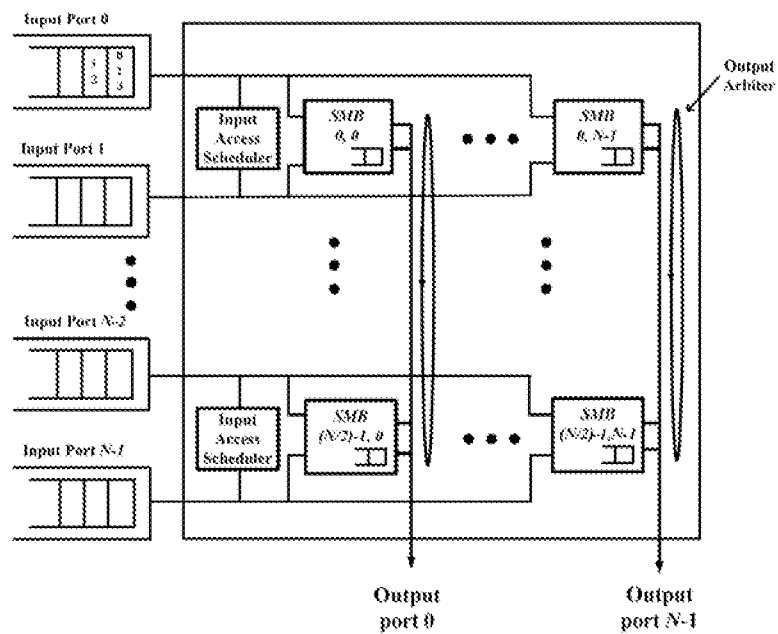 Input Port 0
Input Port 1
Input Port N-2
Input Port N-1
Input
Access
Scheduler
SMB
0, 0
SMB
0, N-1
Output
Arbiter
Input
Access
Scheduler
SMB
(N/2)-1, 0
SMB
(N/2)-1,N-1
Output
port 0
Output
port N-1